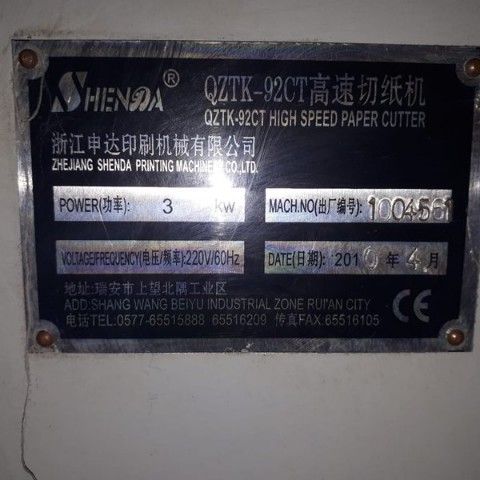 SHENDA®
QZTK-92CT高速切纸机
QZTK-92CT HIGH SPEED PAPER CUTTER
浙江申达印刷机械有限公司
ZHEJIANG SHENDA PRINTING MACHINERY CO.,LTD.
POWER(功率): 3 kw
MACH.NO(出厂编号): 1004561
VOLTAGE/FREQUENCY(电压/频率):220V/60Hz
DATE(日期): 2010 年 4 月
地址:瑞安市上望北隅工业区
ADD:SHANG WANG BEIYU INDUSTRIAL ZONE RUI'AN CITY
电话TEL:0577-65515888 65516209 传真FAX:65516105
CE